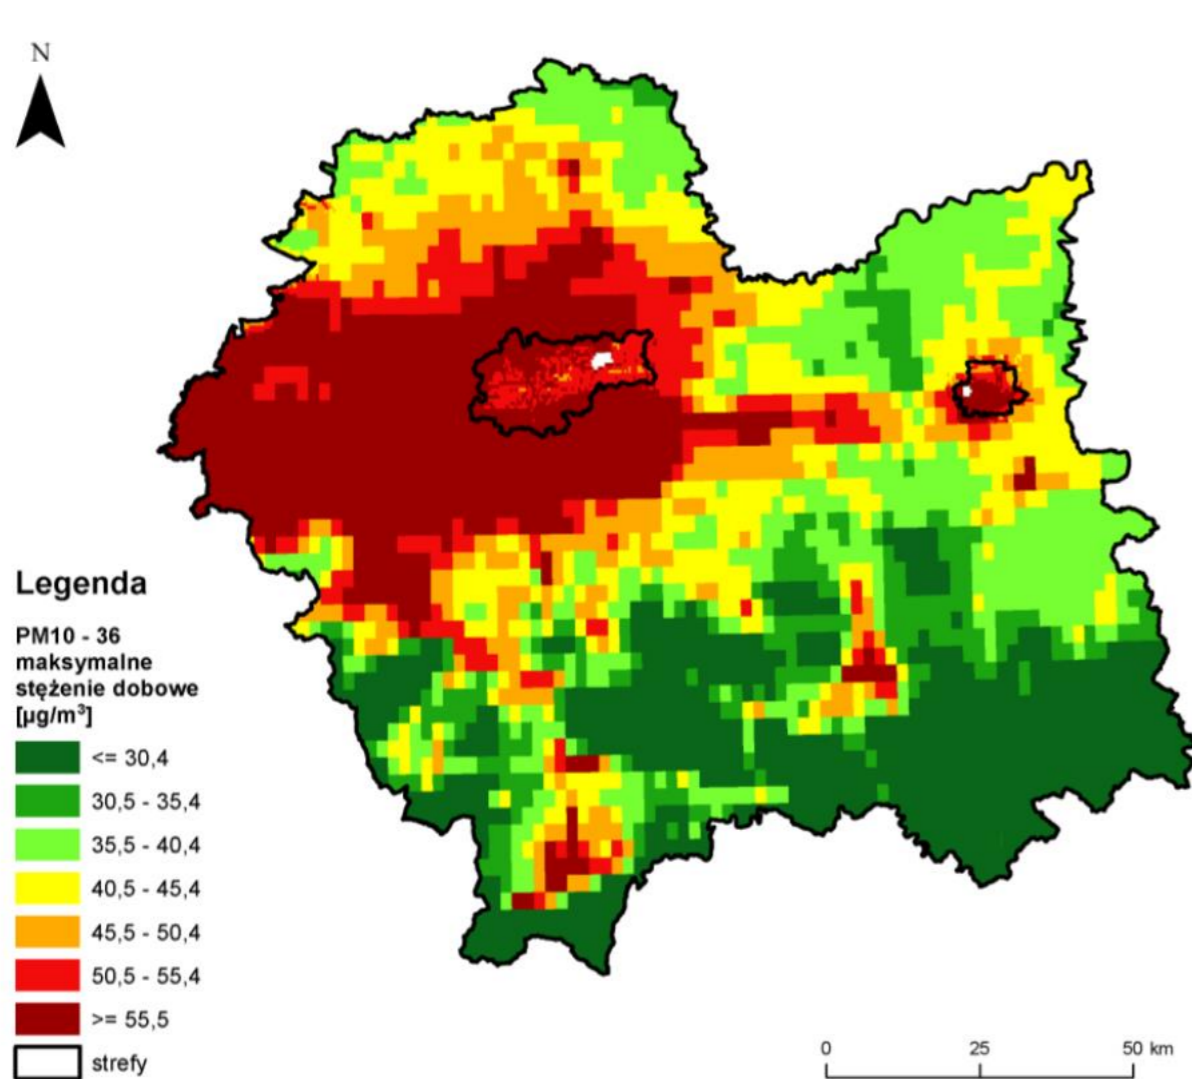 N
Legenda
PM10 - 36
maksymalne
stężenie dobowe
[µg/m³]
<= 30,4
30,5 - 35,4
35,5 - 40,4
40,5 - 45,4
45,5 - 50,4
50,5 - 55,4
>= 55,5
strefy
0 25 50 km